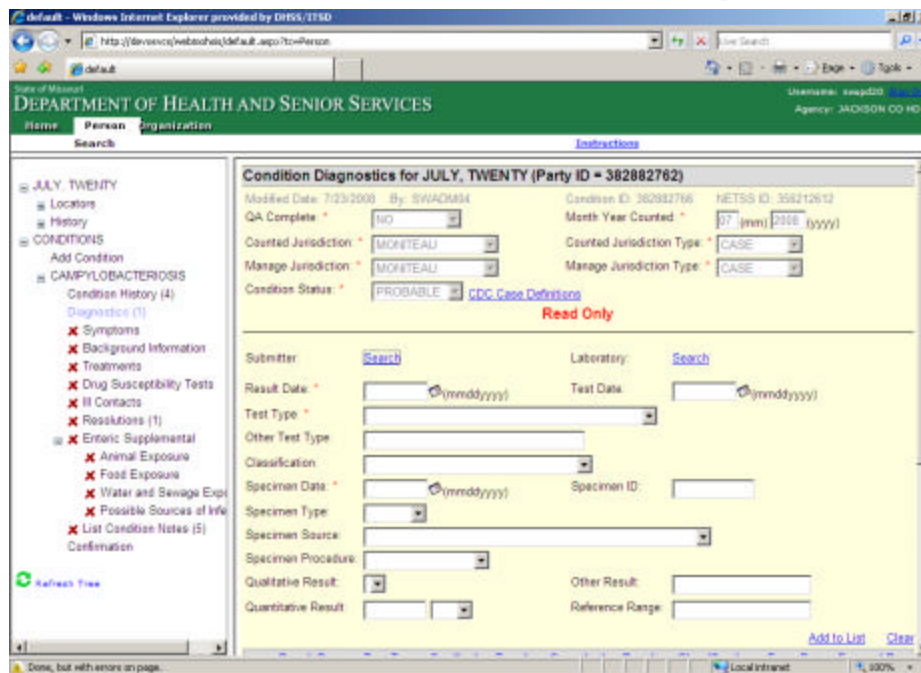 default - Windows Internet Explorer provided by DHSS/ITSD
Live Search
default
Page Tools
State of Missouri
DEPARTMENT OF HEALTH AND SENIOR SERVICES
Username: swapd20
Agency: JACKSON CO HD
Home Person Organization
Search Instructions
JULY, TWENTY
Locators
History
CONDITIONS
Add Condition
CAMPYLOBACTERIOSIS
Condition History (4)
Diagnostics (1)
Symptoms
Background Information
Treatments
Drug Susceptibility Tests
Ill Contacts
Resolutions (1)
Enteric Supplemental
Animal Exposure
Food Exposure
Water and Sewage Expo
Possible Sources of Infe
List Condition Notes (5)
Confirmation
Refresh Tree
Condition Diagnostics for JULY, TWENTY (Party ID = 382882762)
Modified Date: 7/23/2008 By: SWADM04 Condition ID: 382882766 NETSS ID: 356212612
QA Complete: * NO Month Year Counted: * 07 (mm) 2008 (yyyy)
Counted Jurisdiction: * MONITEAU Counted Jurisdiction Type: * CASE
Manage Jurisdiction: * MONITEAU Manage Jurisdiction Type: * CASE
Condition Status: * PROBABLE CDC Case Definitions
Read Only
Submitter: Search Laboratory: Search
Result Date: * (mmddyyyy) Test Date: (mmddyyyy)
Test Type: *
Other Test Type:
Classification:
Specimen Date: * (mmddyyyy) Specimen ID:
Specimen Type:
Specimen Source:
Specimen Procedure:
Qualitative Result: Other Result:
Quantitative Result: Reference Range:
Add to List Clear
Done, but with errors on page. Local intranet 100%